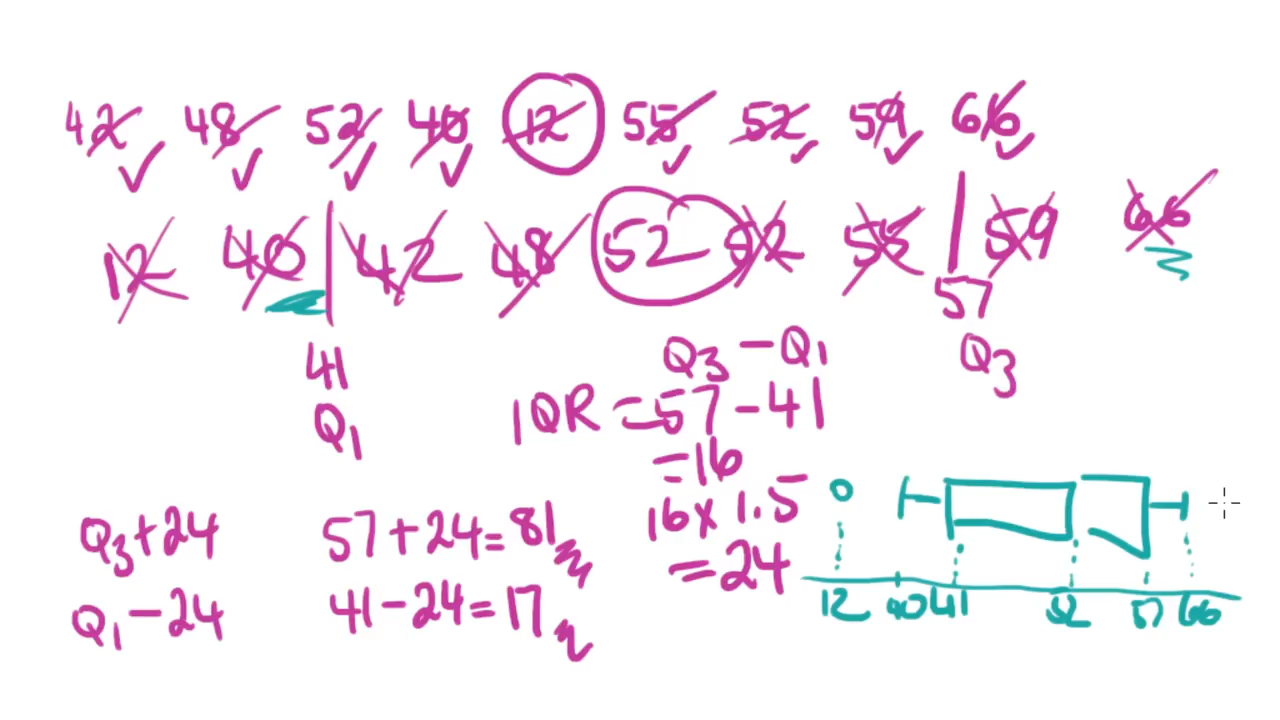 42 48 52 40 12 55 52 59 66
12 40 42 48 52 52 55 59 66
57
41
Q1
Q3 - Q1
Q3
IQR = 57 - 41
= 16
16 x 1.5
= 24
Q3 + 24 57 + 24 = 81
Q1 - 24 41 - 24 = 17
12 40 41 52 57 66